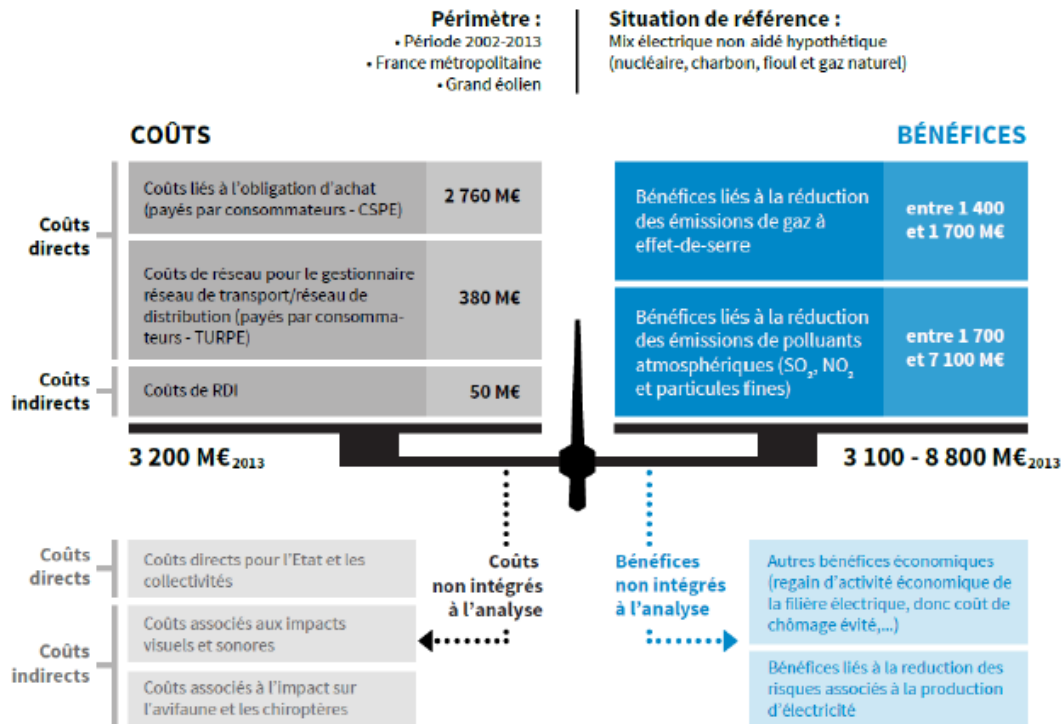 Périmètre :
• Période 2002-2013
• France métropolitaine
• Grand éolien
Situation de référence :
Mix électrique non aidé hypothétique
(nucléaire, charbon, fioul et gaz naturel)
COÛTS
BÉNÉFICES
Coûts
directs
Coûts liés à l'obligation d'achat
(payés par consommateurs - CSPE)
2 760 M€
Coûts de réseau pour le gestionnaire
réseau de transport/réseau de
distribution (payés par consomma-
teurs - TURPE)
380 M€
Coûts
indirects
Coûts de RDI
50 M€
Bénéfices liés à la réduction
des émissions de gaz à
effet-de-serre
entre 1 400
et 1 700 M€
Bénéfices liés à la réduction
des émissions de polluants
atmosphériques (SO₂, NO₂
et particules fines)
entre 1 700
et 7 100 M€
3 200 M€₂₀₁₃
3 100 - 8 800 M€₂₀₁₃
Coûts
directs
Coûts directs pour l'Etat et les
collectivités
Coûts
indirects
Coûts associés aux impacts
visuels et sonores
Coûts associés à l'impact sur
l'avifaune et les chiroptères
Coûts
non intégrés
à l'analyse
Bénéfices
non intégrés
à l'analyse
Autres bénéfices économiques
(regain d'activité économique de
la filière électrique, donc coût de
chômage évité,...)
Bénéfices liés à la reduction des
risques associés à la production
d'électricité